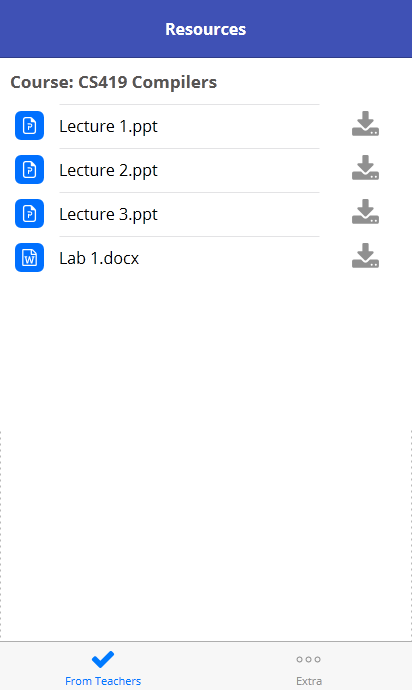 Resources
Course: CS419 Compilers
Lecture 1.ppt
Lecture 2.ppt
Lecture 3.ppt
Lab 1.docx
From Teachers
Extra